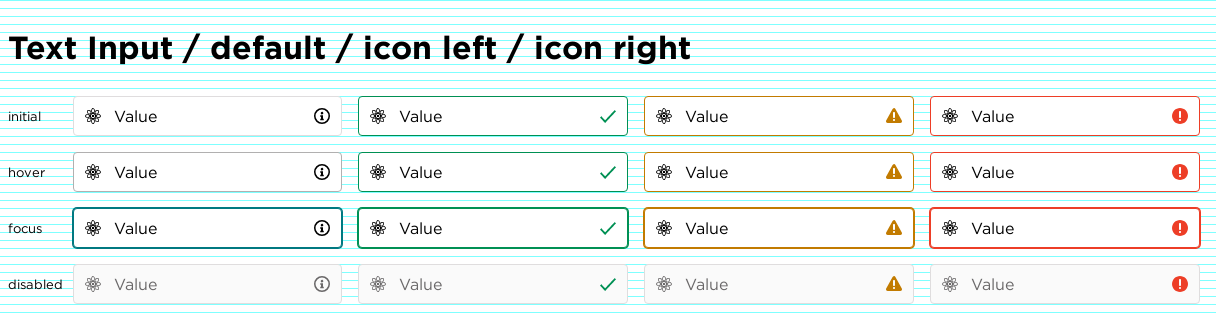 Text Input / default / icon left / icon right
initial Value Value Value Value
hover Value Value Value Value
focus Value Value Value Value
disabled Value Value Value Value